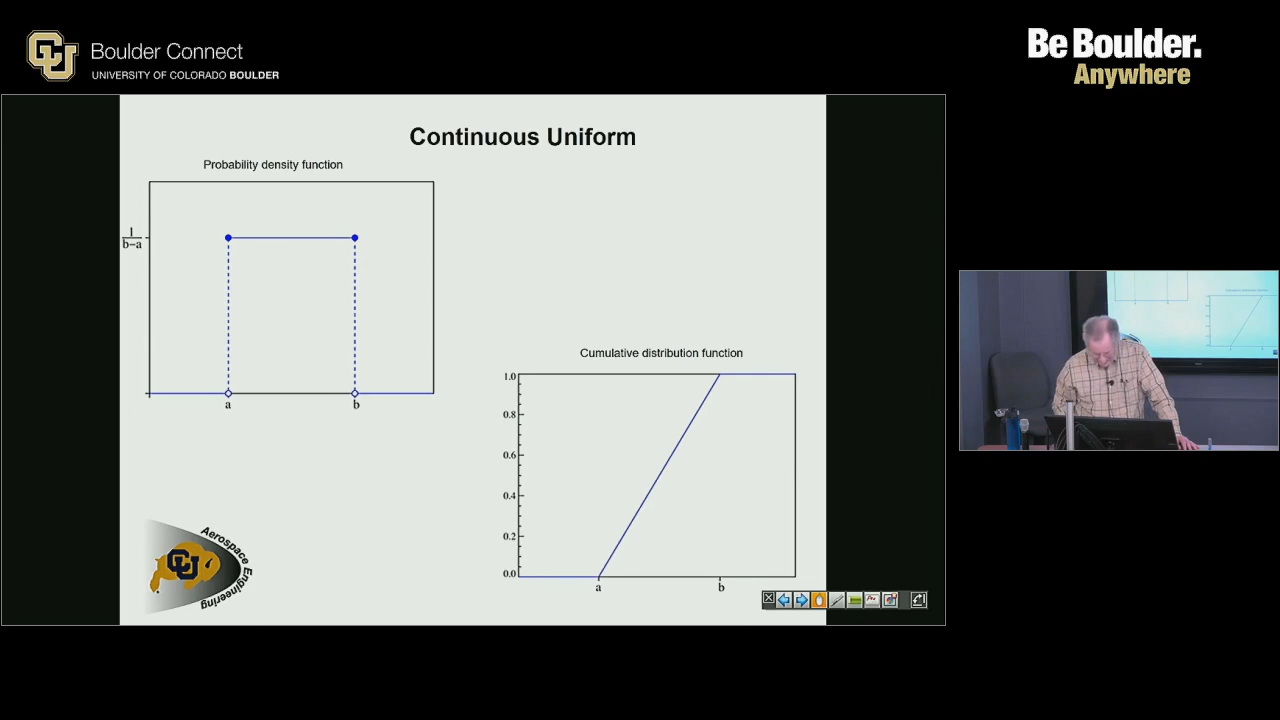 CU
Boulder Connect
UNIVERSITY OF COLORADO BOULDER
Be Boulder.
Anywhere
Continuous Uniform
Probability density function
1
b−a
a
b
Cumulative distribution function
1.0
0.8
0.6
0.4
0.2
0.0
a
b
Aerospace
Engineering
CU